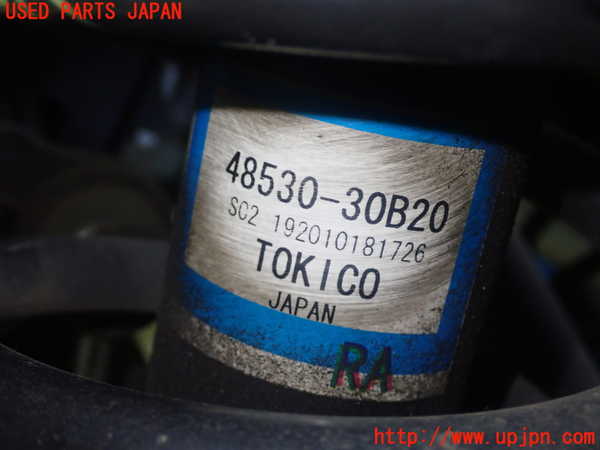 USED PARTS JAPAN
48530-30B20
SC2 192010181726
TOKICO
JAPAN
RA
http://www.upjpn.com